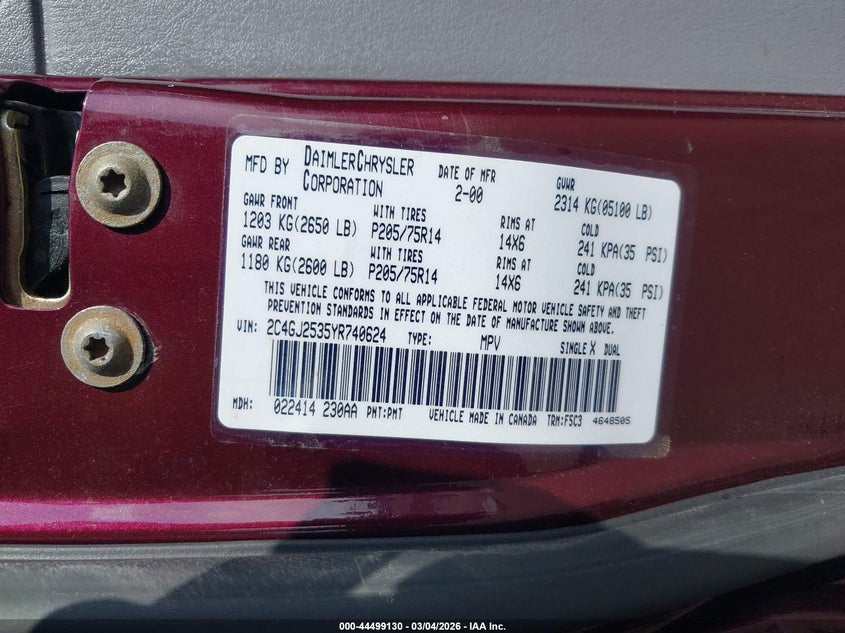 MFD BY DAIMLERCHRYSLER CORPORATION DATE OF MFR 2-00 GVWR 2314 KG(05100 LB)
GAWR FRONT WITH TIRES RIMS AT COLD
1203 KG(2650 LB) P205/75R14 14X6 241 KPA(35 PSI)
GAWR REAR WITH TIRES RIMS AT COLD
1180 KG(2600 LB) P205/75R14 14X6 241 KPA(35 PSI)
THIS VEHICLE CONFORMS TO ALL APPLICABLE FEDERAL MOTOR VEHICLE SAFETY AND THEFT
PREVENTION STANDARDS IN EFFECT ON THE DATE OF MANUFACTURE SHOWN ABOVE.
VIN: 2C4GJ2535YR740624 TYPE: MPV SINGLE X DUAL
MDH: 022414 230AA PNT:PMT VEHICLE MADE IN CANADA TRM:F5C3 4648505
000-44499130 - 03/04/2026 - IAA Inc.